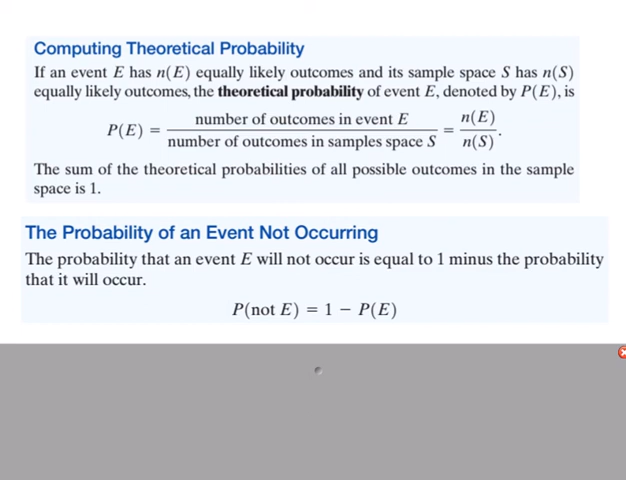 Computing Theoretical Probability
If an event E has n(E) equally likely outcomes and its sample space S has n(S)
equally likely outcomes, the theoretical probability of event E, denoted by P(E), is
P(E) = number of outcomes in event E / number of outcomes in samples space S = n(E) / n(S).
The sum of the theoretical probabilities of all possible outcomes in the sample
space is 1.
The Probability of an Event Not Occurring
The probability that an event E will not occur is equal to 1 minus the probability
that it will occur.
P(not E) = 1 − P(E)